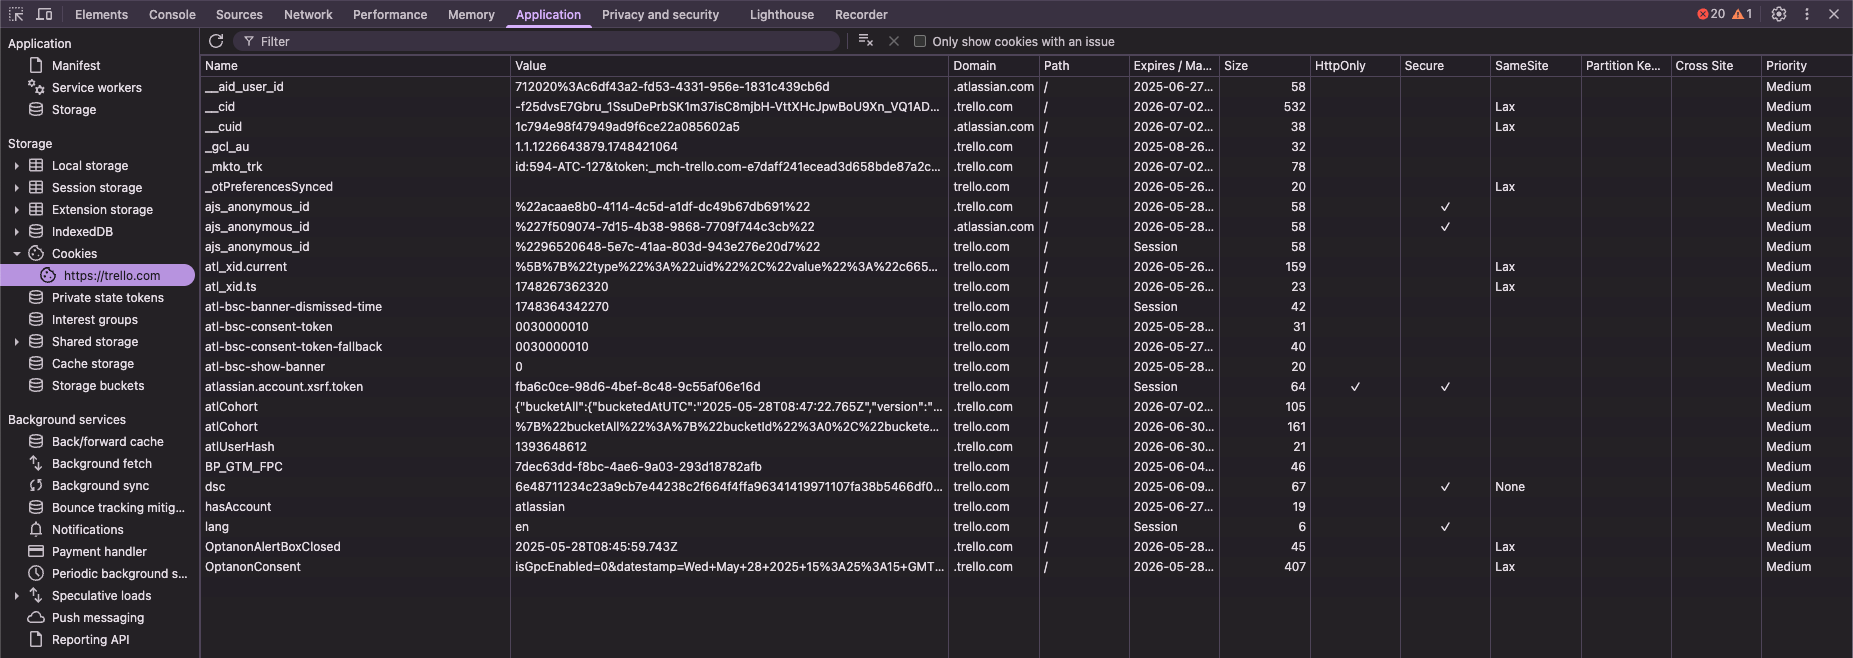 Elements Console Sources Network Performance Memory Application Privacy and security Lighthouse Recorder 20 1
Application
Manifest
Service workers
Storage
Storage
Local storage
Session storage
Extension storage
IndexedDB
Cookies
https://trello.com
Private state tokens
Interest groups
Shared storage
Cache storage
Storage buckets
Background services
Back/forward cache
Background fetch
Background sync
Bounce tracking mitig...
Notifications
Payment handler
Periodic background s...
Speculative loads
Push messaging
Reporting API
Filter Only show cookies with an issue
Name Value Domain Path Expires / Ma... Size HttpOnly Secure SameSite Partition Ke... Cross Site Priority
__aid_user_id 712020%3Ac6df43a2-fd53-4331-956e-1831c439cb6d .atlassian.com / 2025-06-27... 58 Medium
__cid -f25dvsE7Gbru_1SsuDePrbSK1m37isC8mjbH-VttXHcJpwBoU9Xn_VQ1AD... .trello.com / 2026-07-02... 532 Lax Medium
__cuid 1c794e98f47949ad9f6ce22a085602a5 .atlassian.com / 2026-07-02... 38 Lax Medium
_gcl_au 1.1.1226643879.1748421064 .trello.com / 2025-08-26... 32 Medium
_mkto_trk id:594-ATC-127&token:_mch-trello.com-e7daff241ecead3d658bde87a2c... .trello.com / 2026-07-02... 78 Medium
_otPreferencesSynced trello.com / 2026-05-26... 20 Lax Medium
ajs_anonymous_id %22acaae8b0-4114-4c5d-a1df-dc49b67db691%22 .trello.com / 2026-05-28... 58 ✓ Medium
ajs_anonymous_id %227f509074-7d15-4b38-9868-7709f744c3cb%22 .atlassian.com / 2026-05-28... 58 ✓ Medium
ajs_anonymous_id %2296520648-5e7c-41aa-803d-943e276e20d7%22 trello.com / Session 58 Medium
atl_xid.current %5B%7B%22type%22%3A%22uid%22%2C%22value%22%3A%22c665... trello.com / 2026-05-26... 159 Lax Medium
atl_xid.ts 1748267362320 trello.com / 2026-05-26... 23 Lax Medium
atl-bsc-banner-dismissed-time 1748364342270 trello.com / Session 42 Medium
atl-bsc-consent-token 0030000010 trello.com / 2025-05-28... 31 Medium
atl-bsc-consent-token-fallback 0030000010 trello.com / 2026-05-27... 40 Medium
atl-bsc-show-banner 0 trello.com / 2025-05-28... 20 Medium
atlassian.account.xsrf.token fba6c0ce-98d6-4bef-8c48-9c55af06e16d trello.com / Session 64 ✓ ✓ Medium
atlCohort {"bucketAll":{"bucketedAtUTC":"2025-05-28T08:47:22.765Z","version":"... .trello.com / 2026-07-02... 105 Medium
atlCohort %7B%22bucketAll%22%3A%7B%22bucketId%22%3A0%2C%22buckete... trello.com / 2026-06-30... 161 Medium
atlUserHash 1393648612 .trello.com / 2026-06-30... 21 Medium
BP_GTM_FPC 7dec63dd-f8bc-4ae6-9a03-293d18782afb trello.com / 2025-06-04... 46 Medium
dsc 6e48711234c23a9cb7e44238c2f664f4ffa96341419971107fa38b5466df0... trello.com / 2025-06-09... 67 ✓ None Medium
hasAccount atlassian trello.com / 2025-06-27... 19 Medium
lang en trello.com / Session 6 ✓ Medium
OptanonAlertBoxClosed 2025-05-28T08:45:59.743Z .trello.com / 2026-05-28... 45 Lax Medium
OptanonConsent isGpcEnabled=0&datestamp=Wed+May+28+2025+15%3A25%3A15+GMT... .trello.com / 2026-05-28... 407 Lax Medium